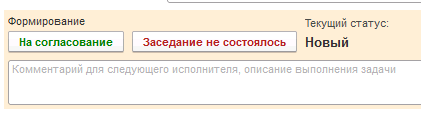 Формирование
Текущий статус:
На согласование
Заседание не состоялось
Новый
Комментарий для следующего исполнителя, описание выполнения задачи